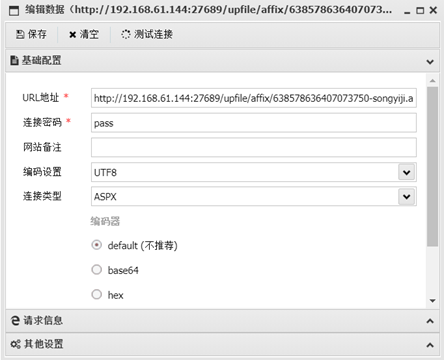 编辑数据（http://192.168.61.144:27689/upfile/affix/638578636407073...
保存 清空 测试连接
基础配置
URL地址 * http://192.168.61.144:27689/upfile/affix/638578636407073750-songyiji.a
连接密码 * pass
网站备注
编码设置 UTF8
连接类型 ASPX
编码器
default (不推荐)
base64
hex
请求信息
其他设置